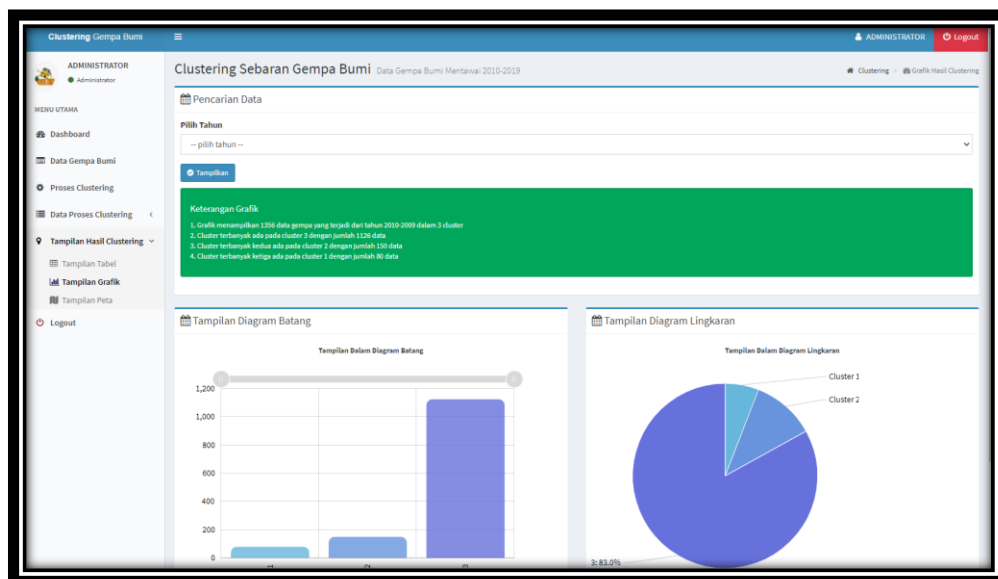 Clustering Gempa Bumi
ADMINISTRATOR
Logout
ADMINISTRATOR
Administrator
MENU UTAMA
Dashboard
Data Gempa Bumi
Proses Clustering
Data Proses Clustering
Tampilan Hasil Clustering
Tampilan Tabel
Tampilan Grafik
Tampilan Peta
Logout
Clustering Sebaran Gempa Bumi Data Gempa Bumi Mentawai 2010-2019
Clustering > Grafik Hasil Clustering
Pencarian Data
Pilih Tahun
-- pilih tahun --
Tampilkan
Keterangan Grafik
1. Grafik menampilkan 1356 data gempa yang terjadi dari tahun 2010-2009 dalam 3 cluster
2. Cluster terbanyak ada pada cluster 3 dengan jumlah 1126 data
3. Cluster terbanyak kedua ada pada cluster 2 dengan jumlah 150 data
4. Cluster terbanyak ketiga ada pada cluster 1 dengan jumlah 80 data
Tampilan Diagram Batang
Tampilan Dalam Diagram Batang
1,200
1,000
800
600
400
200
0
Tampilan Diagram Lingkaran
Tampilan Dalam Diagram Lingkaran
Cluster 1
Cluster 2
3: 83.0%